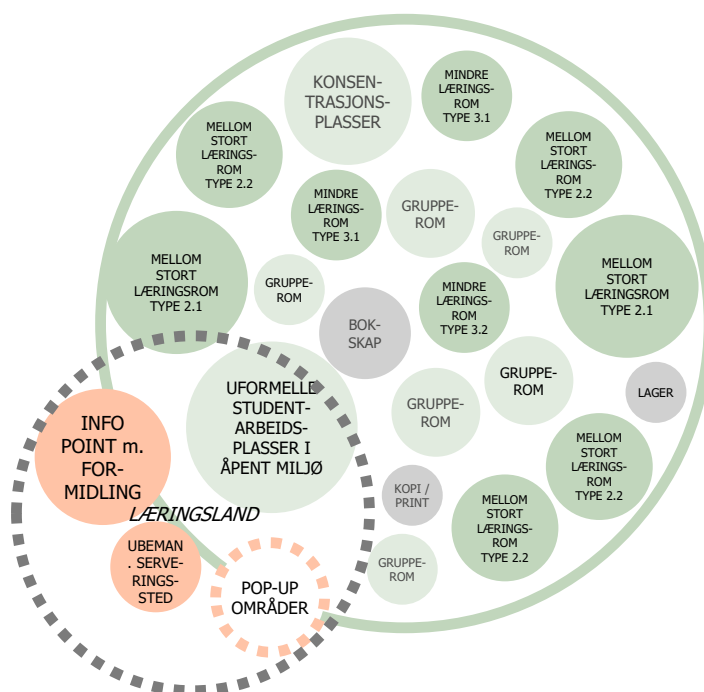 KONSEN-
TRASJONS-
PLASSER
MINDRE
LÆRINGS-
ROM
TYPE 3.1
MELLOM
STORT
LÆRINGS-
ROM
TYPE 2.2
MELLOM
STORT
LÆRINGS-
ROM
TYPE 2.2
MINDRE
LÆRINGS-
ROM
TYPE 3.1
GRUPPE-
ROM
GRUPPE-
ROM
MELLOM
STORT
LÆRINGSROM
TYPE 2.1
GRUPPE-
ROM
MELLOM
STORT
LÆRINGSROM
TYPE 2.1
MINDRE
LÆRINGS-
ROM
TYPE 3.2
BOK-
SKAP
GRUPPE-
ROM
UFORMELLE
STUDENT-
ARBEIDS-
PLASSER I
ÅPENT MILJØ
GRUPPE-
ROM
LAGER
INFO
POINT m.
FOR-
MIDLING
MELLOM
STORT
LÆRINGS-
ROM
TYPE 2.2
KOPI /
PRINT
MELLOM
STORT
LÆRINGS-
ROM
TYPE 2.2
LÆRINGSLAND
UBEMAN
. SERVE-
RINGS-
STED
GRUPPE-
ROM
POP-UP
OMRÅDER